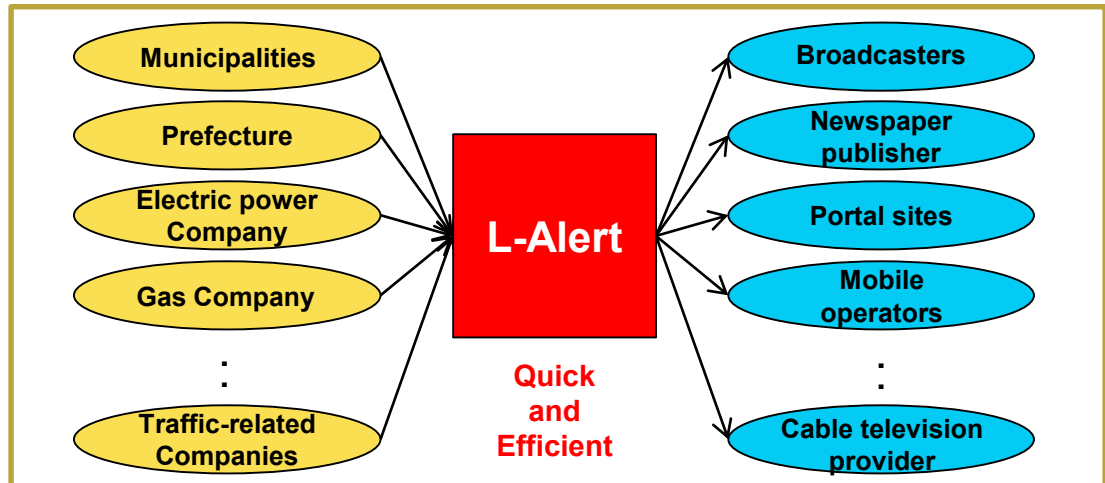 Municipalities
Prefecture
Electric power
Company
Gas Company
:
Traffic-related
Companies
L-Alert
Quick
and
Efficient
Broadcasters
Newspaper
publisher
Portal sites
Mobile
operators
:
Cable television
provider